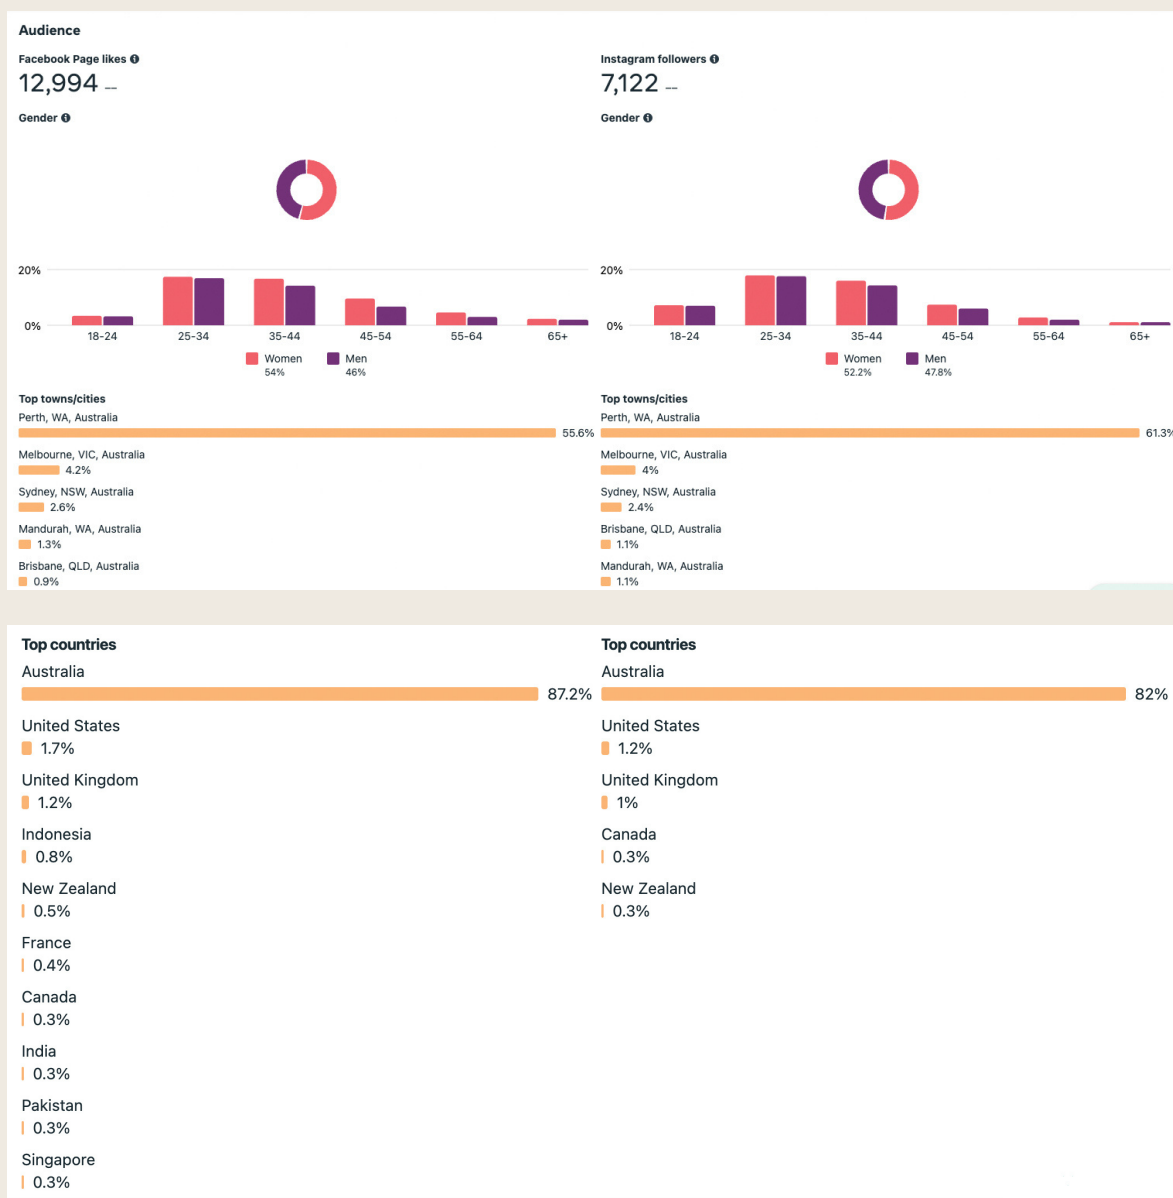 Audience
Facebook Page likes
12,994 --
Gender
20%
0%
18-24 25-34 35-44 45-54 55-64 65+
Women Men
54% 46%
Top towns/cities
Perth, WA, Australia
55.6%
Melbourne, VIC, Australia
4.2%
Sydney, NSW, Australia
2.6%
Mandurah, WA, Australia
1.3%
Brisbane, QLD, Australia
0.9%
Instagram followers
7,122 --
Gender
20%
0%
18-24 25-34 35-44 45-54 55-64 65+
Women Men
52.2% 47.8%
Top towns/cities
Perth, WA, Australia
61.3%
Melbourne, VIC, Australia
4%
Sydney, NSW, Australia
2.4%
Brisbane, QLD, Australia
1.1%
Mandurah, WA, Australia
1.1%
Top countries
Australia
87.2%
United States
1.7%
United Kingdom
1.2%
Indonesia
0.8%
New Zealand
0.5%
France
0.4%
Canada
0.3%
India
0.3%
Pakistan
0.3%
Singapore
0.3%
Top countries
Australia
82%
United States
1.2%
United Kingdom
1%
Canada
0.3%
New Zealand
0.3%